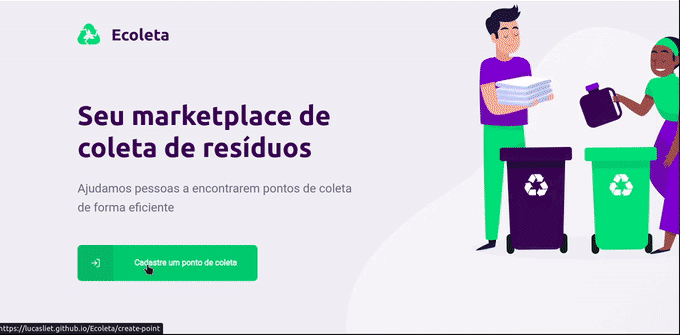 Ecoleta
Seu marketplace de
coleta de resíduos
Ajudamos pessoas a encontrarem pontos de coleta
de forma eficiente
Cadastre um ponto de coleta
https://lucasliet.github.io/Ecoleta/create-point